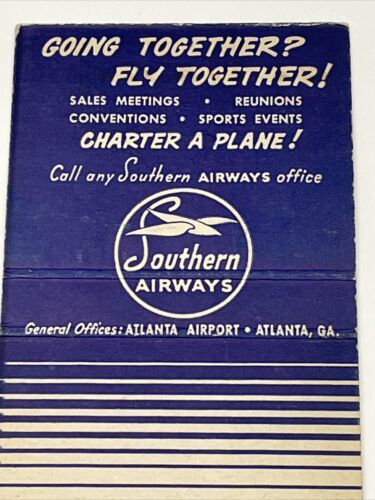 GOING TOGETHER?
FLY TOGETHER!
SALES MEETINGS • REUNIONS
CONVENTIONS • SPORTS EVENTS
CHARTER A PLANE!
Call any Southern AIRWAYS office
Southern
AIRWAYS
General Offices: ATLANTA AIRPORT • ATLANTA, GA.